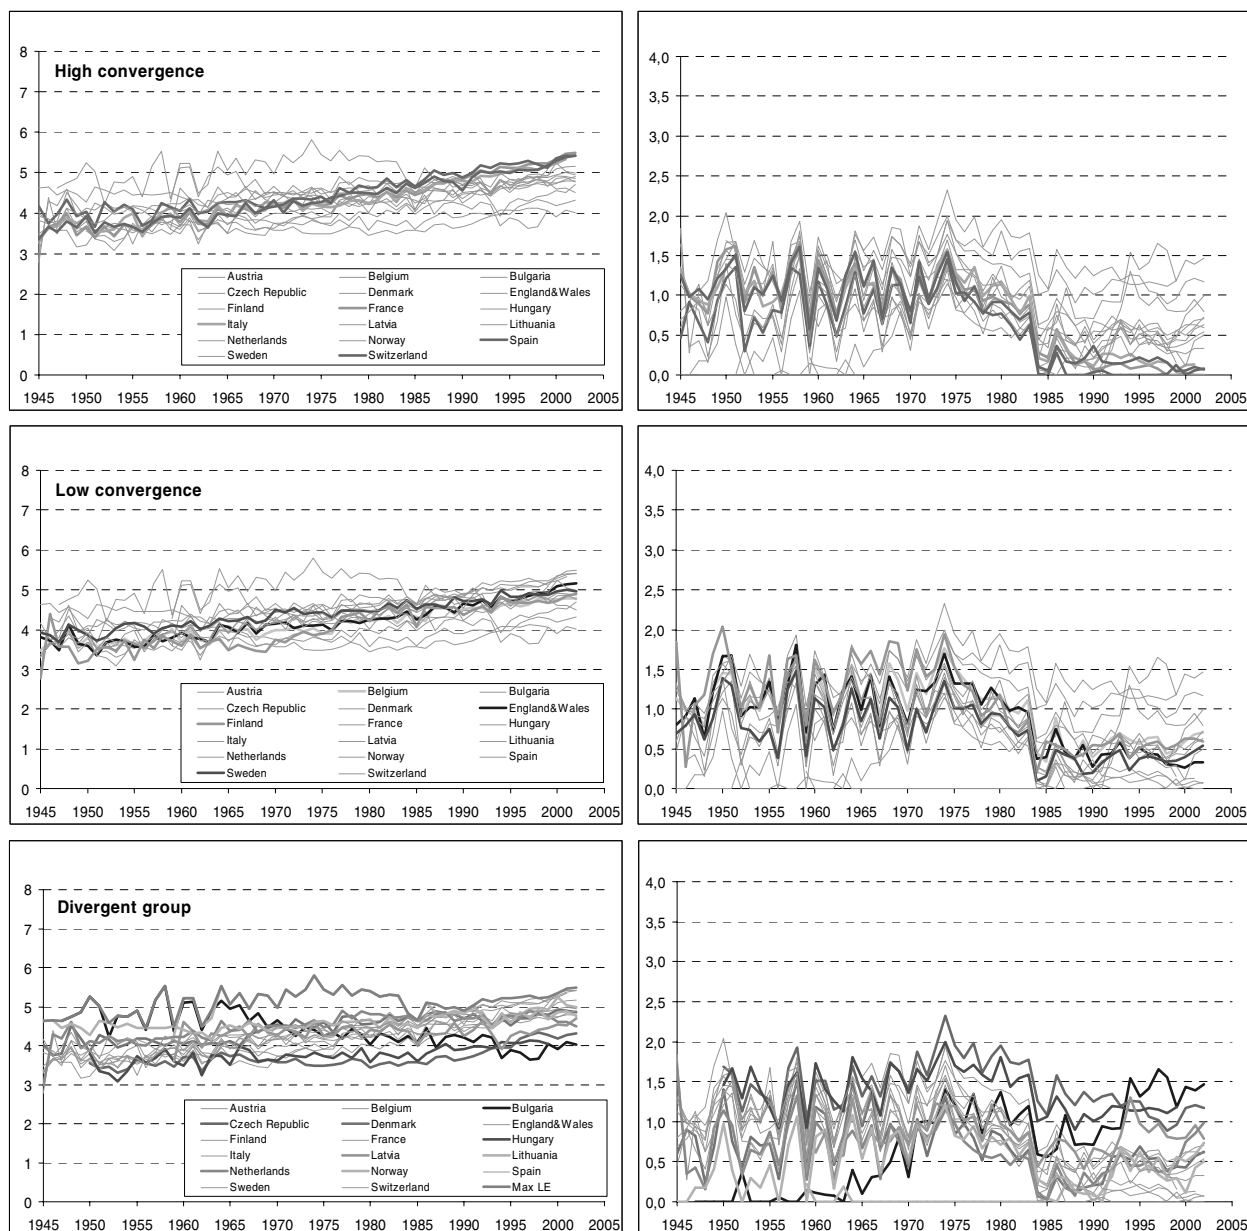 8
High convergence
7
6
5
4
3
2
1
0
Austria Belgium Bulgaria
Czech Republic Denmark England&Wales
Finland France Hungary
Italy Latvia Lithuania
Netherlands Norway Spain
Sweden Switzerland
1945 1950 1955 1960 1965 1970 1975 1980 1985 1990 1995 2000 2005
4,0
3,5
3,0
2,5
2,0
1,5
1,0
0,5
0,0
1945 1950 1955 1960 1965 1970 1975 1980 1985 1990 1995 2000 2005
8
Low convergence
7
6
5
4
3
2
1
0
Austria Belgium Bulgaria
Czech Republic Denmark England&Wales
Finland France Hungary
Italy Latvia Lithuania
Netherlands Norway Spain
Sweden Switzerland
1945 1950 1955 1960 1965 1970 1975 1980 1985 1990 1995 2000 2005
4,0
3,5
3,0
2,5
2,0
1,5
1,0
0,5
0,0
1945 1950 1955 1960 1965 1970 1975 1980 1985 1990 1995 2000 2005
8
Divergent group
7
6
5
4
3
2
1
0
Austria Belgium Bulgaria
Czech Republic Denmark England&Wales
Finland France Hungary
Italy Latvia Lithuania
Netherlands Norway Spain
Sweden Switzerland Max LE
1945 1950 1955 1960 1965 1970 1975 1980 1985 1990 1995 2000 2005
4,0
3,5
3,0
2,5
2,0
1,5
1,0
0,5
0,0
1945 1950 1955 1960 1965 1970 1975 1980 1985 1990 1995 2000 2005